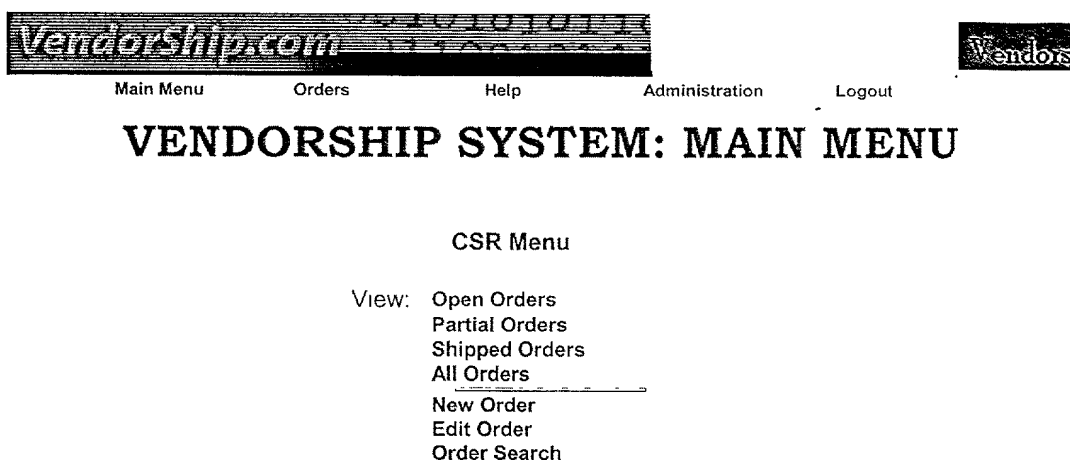 VendorShip.com
Vendors
Main Menu Orders Help Administration Logout
VENDORSHIP SYSTEM: MAIN MENU
CSR Menu
View: Open Orders
Partial Orders
Shipped Orders
All Orders
New Order
Edit Order
Order Search